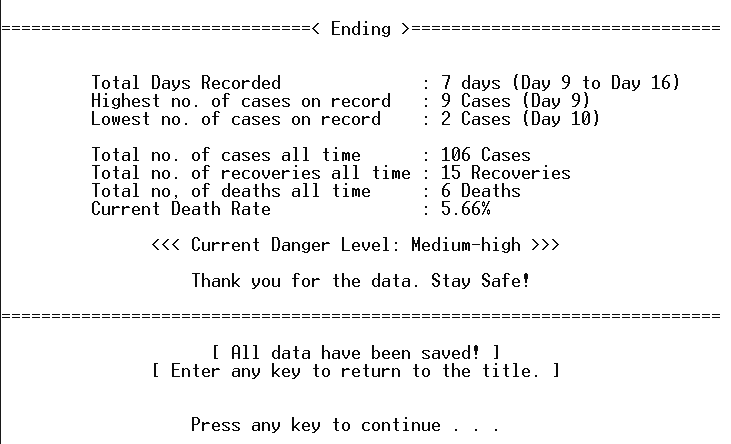 ===============================< Ending >===============================
Total Days Recorded : 7 days (Day 9 to Day 16)
Highest no. of cases on record : 9 Cases (Day 9)
Lowest no. of cases on record : 2 Cases (Day 10)
Total no. of cases all time : 106 Cases
Total no. of recoveries all time : 15 Recoveries
Total no, of deaths all time : 6 Deaths
Current Death Rate : 5.66%
<<< Current Danger Level: Medium-high >>>
Thank you for the data. Stay Safe!
========================================================================
[ All data have been saved! ]
[ Enter any key to return to the title. ]
Press any key to continue . . .